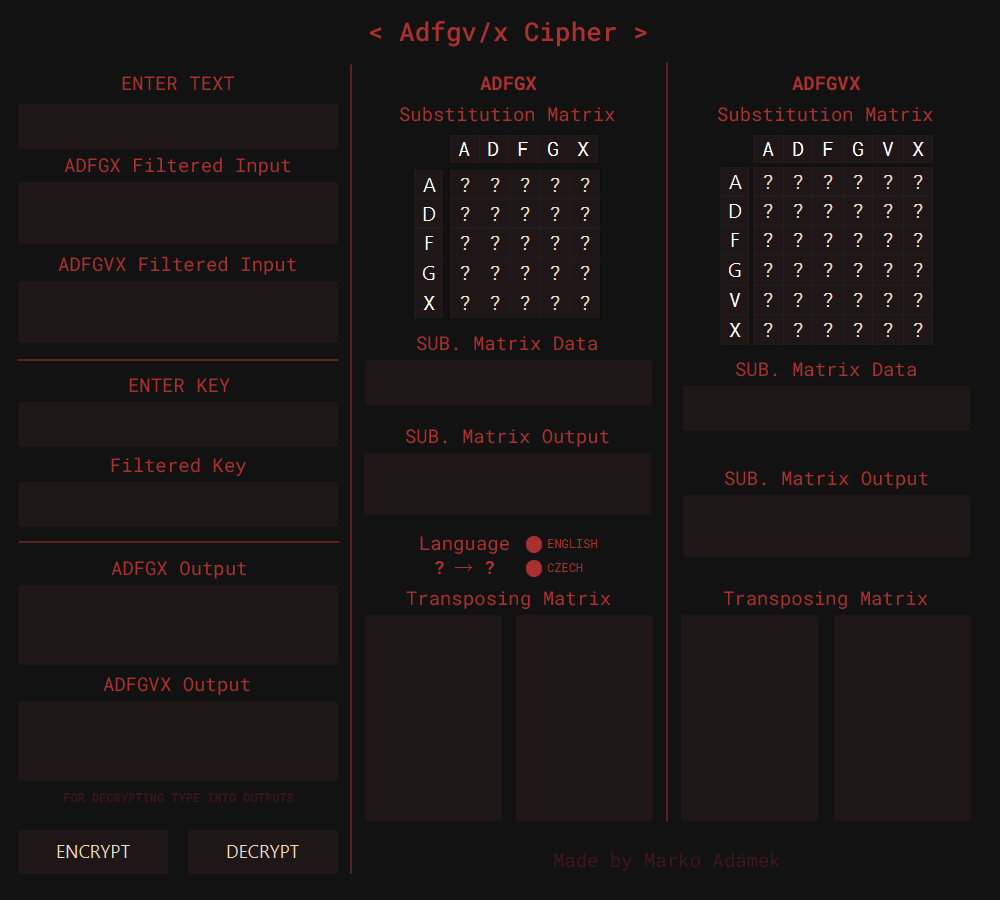 < Adfgv/x Cipher >
ENTER TEXT
ADFGX Filtered Input
ADFGVX Filtered Input
ENTER KEY
Filtered Key
ADFGX Output
ADFGVX Output
FOR DECRYPTING TYPE INTO OUTPUTS
ENCRYPT DECRYPT
ADFGX
Substitution Matrix
A D F G X
A ? ? ? ? ?
D ? ? ? ? ?
F ? ? ? ? ?
G ? ? ? ? ?
X ? ? ? ? ?
SUB. Matrix Data
SUB. Matrix Output
Language ENGLISH
? → ? CZECH
Transposing Matrix
ADFGVX
Substitution Matrix
A D F G V X
A ? ? ? ? ? ?
D ? ? ? ? ? ?
F ? ? ? ? ? ?
G ? ? ? ? ? ?
V ? ? ? ? ? ?
X ? ? ? ? ? ?
SUB. Matrix Data
SUB. Matrix Output
Transposing Matrix
Made by Marko Adámek